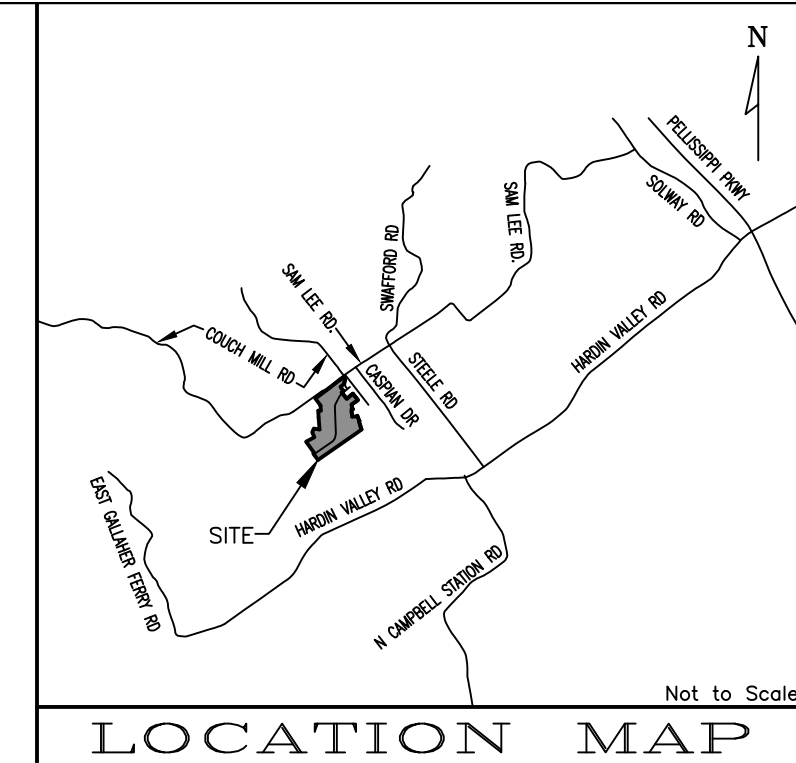 N
PELLISSIPPI PKWY
SOLWAY RD
SAM LEE RD.
SWAFFORD RD
SAM LEE RD.
COUCH MILL RD
HARDIN VALLEY RD
STEELE RD
CASPIAN DR
EAST GALLAHER FERRY RD
HARDIN VALLEY RD
SITE
N CAMPBELL STATION RD
Not to Scale
LOCATION MAP